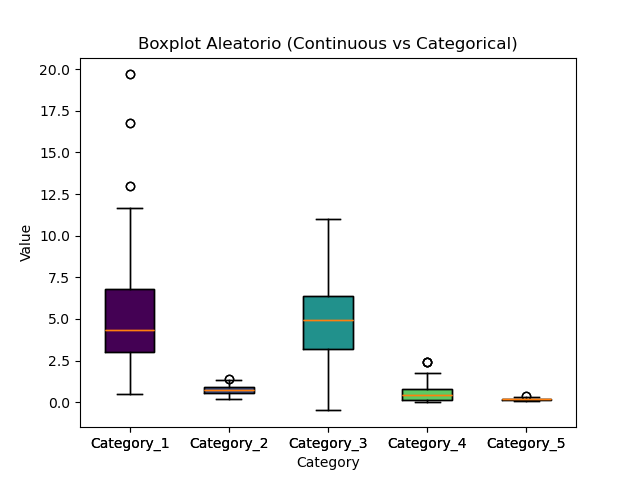 Boxplot Aleatorio (Continuous vs Categorical)
20.0
17.5
15.0
12.5
10.0
7.5
5.0
2.5
0.0
Value
Category_1 Category_2 Category_3 Category_4 Category_5
Category